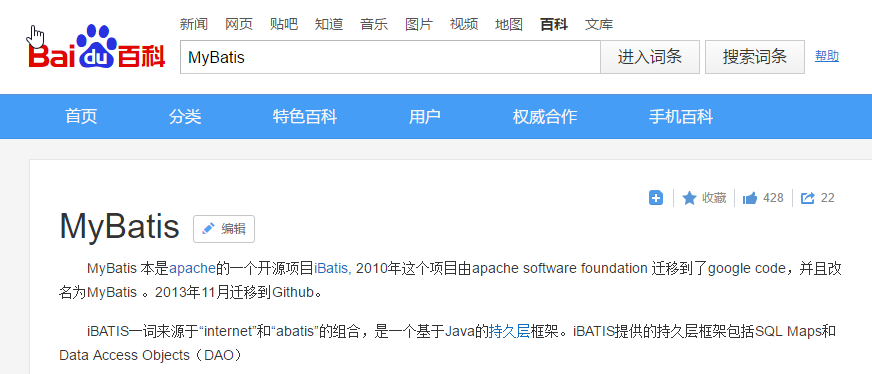 新闻 网页 贴吧 知道 音乐 图片 视频 地图 百科 文库
Bai du 百科
MyBatis 进入词条 搜索词条 帮助
首页 分类 特色百科 用户 权威合作 手机百科
收藏 428 22
MyBatis 编辑
MyBatis 本是apache的一个开源项目iBatis, 2010年这个项目由apache software foundation 迁移到了google code，并且改
名为MyBatis 。2013年11月迁移到Github。
iBATIS一词来源于“internet”和“abatis”的组合，是一个基于Java的持久层框架。iBATIS提供的持久层框架包括SQL Maps和
Data Access Objects（DAO）